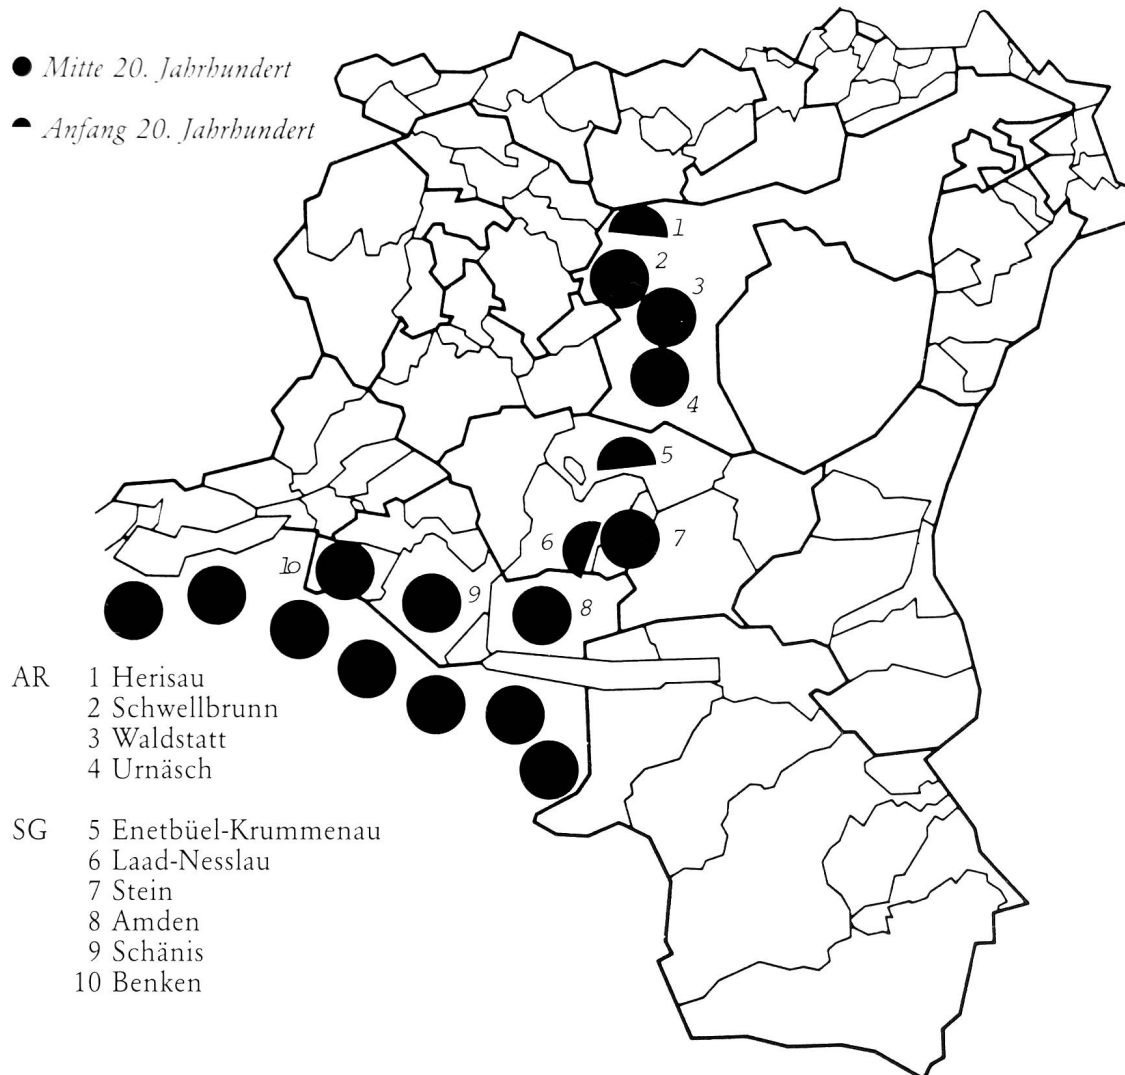 Mitte 20. Jahrhundert
Anfang 20. Jahrhundert
1
2
3
4
5
6
7
8
9
10
AR 1 Herisau
2 Schwellbrunn
3 Waldstatt
4 Urnäsch
SG 5 Enetbüel-Krummenau
6 Laad-Nesslau
7 Stein
8 Amden
9 Schänis
10 Benken